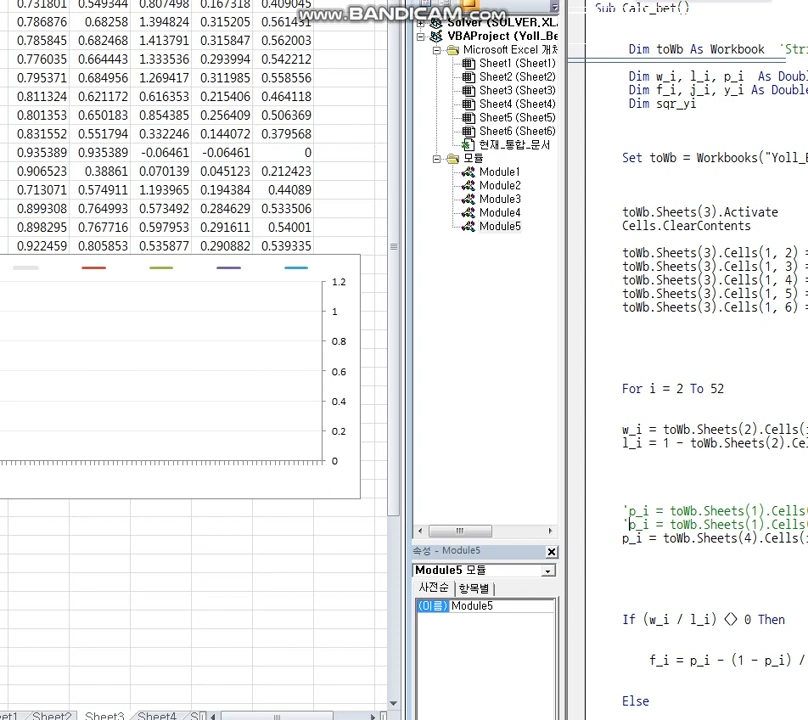 www.BANDICAM.com
0.731801 0.549344 0.807498 0.167318 0.409045
0.786876 0.68258 1.394824 0.315205 0.561431
0.785845 0.682468 1.413791 0.315847 0.562003
0.776035 0.664443 1.333536 0.293994 0.542212
0.795371 0.684956 1.269417 0.311985 0.558556
0.811324 0.621172 0.616353 0.215406 0.464118
0.801353 0.650183 0.854385 0.256409 0.506369
0.831552 0.551794 0.332246 0.144072 0.379568
0.935389 0.935389 -0.06461 -0.06461 0
0.906523 0.38861 0.070139 0.045123 0.212423
0.713071 0.574911 1.193965 0.194384 0.44089
0.899308 0.764993 0.573492 0.284629 0.533506
0.898295 0.767716 0.597953 0.291611 0.54001
0.922459 0.805853 0.535877 0.290882 0.539335
1.2
1
0.8
0.6
0.4
0.2
0
Sheet2 Sheet3 Sheet4
Solver (SOLVER.XL
VBAProject (Yoll_Be
Microsoft Excel 개체
Sheet1 (Sheet1)
Sheet2 (Sheet2)
Sheet3 (Sheet3)
Sheet4 (Sheet4)
Sheet5 (Sheet5)
Sheet6 (Sheet6)
현재_통합_문서
모듈
Module1
Module2
Module3
Module4
Module5
속성 - Module5
Module5 모듈
사전순 항목별
(이름) Module5
Sub Calc_bet()
Dim toWb As Workbook 'Stri
Dim w_i, l_i, p_i As Doubl
Dim f_i, j_i, y_i As Double
Dim sqr_yi
Set toWb = Workbooks("Yoll_B
toWb.Sheets(3).Activate
Cells.ClearContents
toWb.Sheets(3).Cells(1, 2) =
toWb.Sheets(3).Cells(1, 3) =
toWb.Sheets(3).Cells(1, 4) =
toWb.Sheets(3).Cells(1, 5) =
toWb.Sheets(3).Cells(1, 6) =
For i = 2 To 52
w_i = toWb.Sheets(2).Cells(i
l_i = 1 - toWb.Sheets(2).Ce
'p_i = toWb.Sheets(1).Cells(
'p_i = toWb.Sheets(1).Cells(
p_i = toWb.Sheets(4).Cells(i
If (w_i / l_i) <> 0 Then
f_i = p_i - (1 - p_i) /
Else